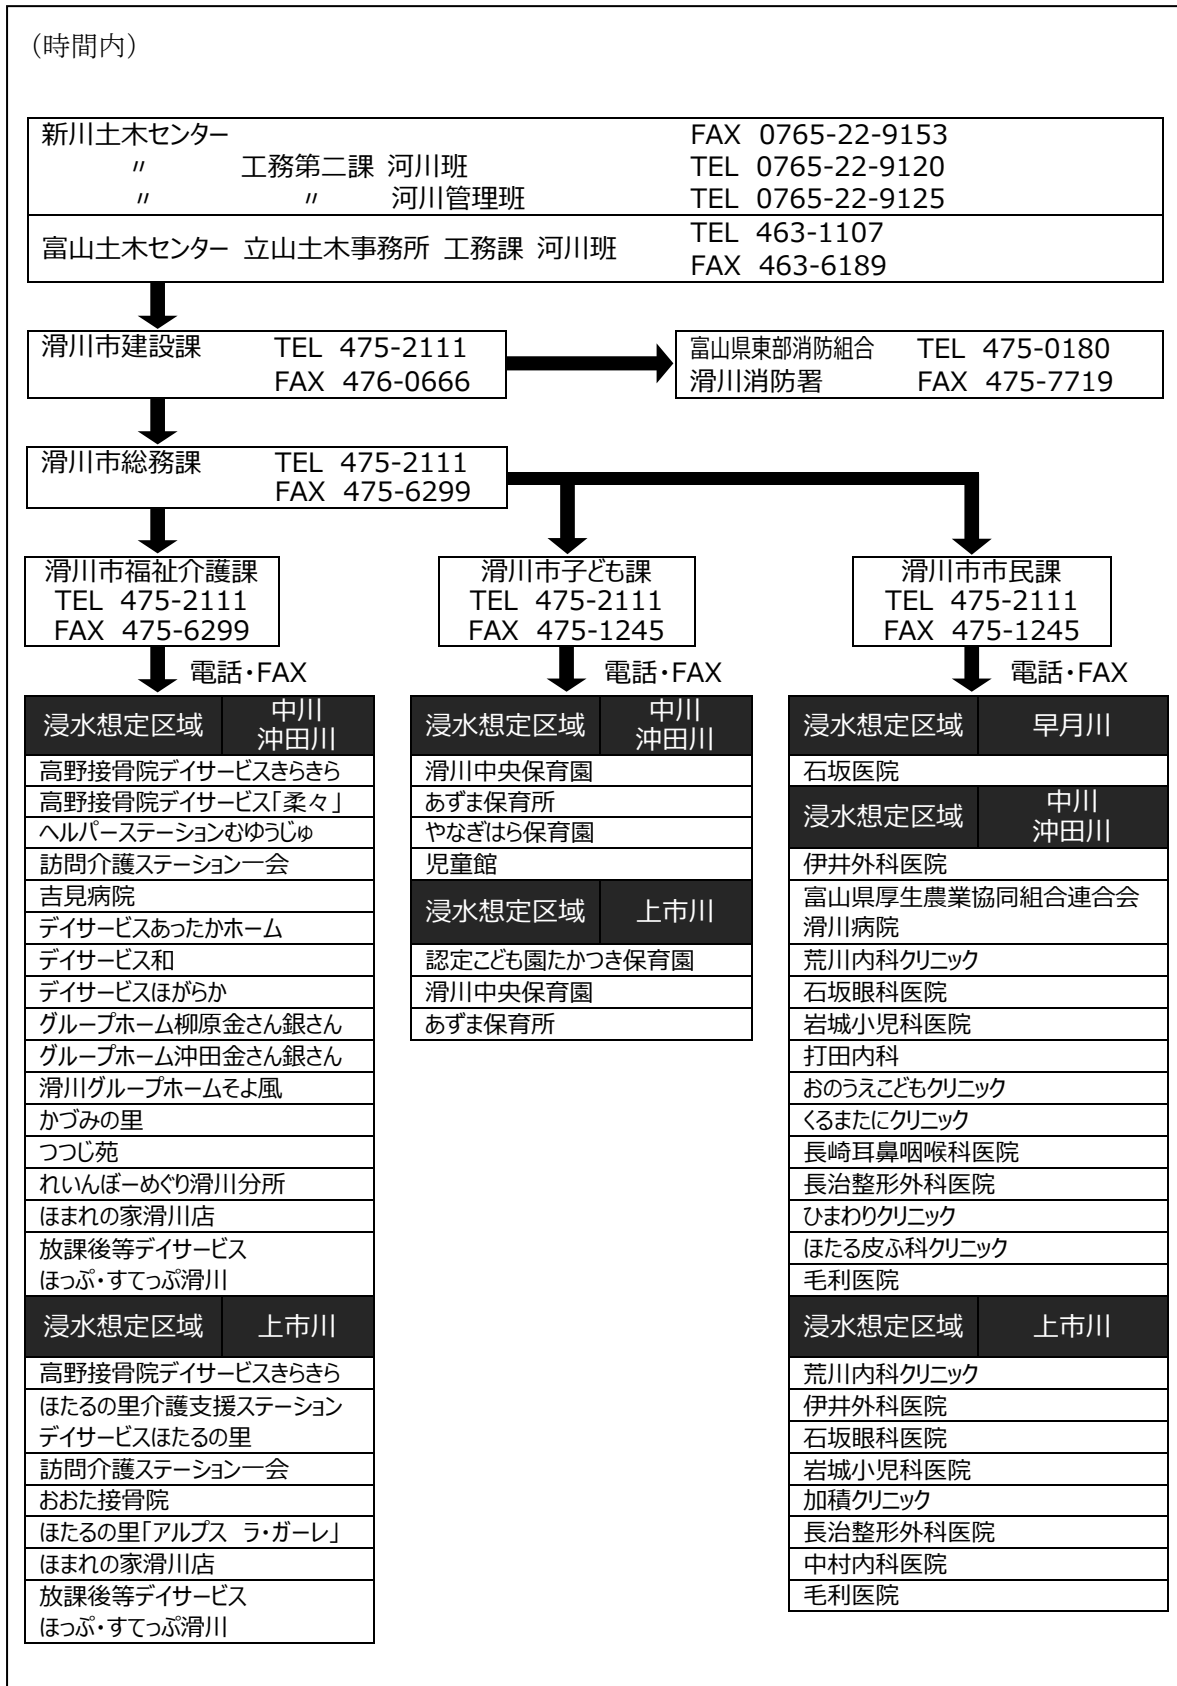 （時間内）
新川土木センター FAX 0765-22-9153
〃 工務第二課 河川班 TEL 0765-22-9120
〃 〃 河川管理班 TEL 0765-22-9125
富山土木センター 立山土木事務所 工務課 河川班 TEL 463-1107
FAX 463-6189
滑川市建設課 TEL 475-2111
FAX 476-0666
富山県東部消防組合 TEL 475-0180
滑川消防署 FAX 475-7719
滑川市総務課 TEL 475-2111
FAX 475-6299
滑川市福祉介護課
TEL 475-2111
FAX 475-6299
電話・FAX
浸水想定区域 中川
沖田川
高野接骨院デイサービスきらきら
高野接骨院デイサービス「柔々」
ヘルパーステーションむゆうじゅ
訪問介護ステーション一会
吉見病院
デイサービスあったかホーム
デイサービス和
デイサービスほがらか
グループホーム柳原金さん銀さん
グループホーム沖田金さん銀さん
滑川グループホームそよ風
かづみの里
つつじ苑
れいんぼーめぐり滑川分所
ほまれの家滑川店
放課後等デイサービス
ほっぷ・すてっぷ滑川
浸水想定区域 上市川
高野接骨院デイサービスきらきら
ほたるの里介護支援ステーション
デイサービスほたるの里
訪問介護ステーション一会
おおた接骨院
ほたるの里「アルプス ラ・ガーレ」
ほまれの家滑川店
放課後等デイサービス
ほっぷ・すてっぷ滑川
滑川市子ども課
TEL 475-2111
FAX 475-1245
電話・FAX
浸水想定区域 中川
沖田川
滑川中央保育園
あずま保育所
やなぎはら保育園
児童館
浸水想定区域 上市川
認定こども園たかつき保育園
滑川中央保育園
あずま保育所
滑川市市民課
TEL 475-2111
FAX 475-1245
電話・FAX
浸水想定区域 早月川
石坂医院
浸水想定区域 中川
沖田川
伊井外科医院
富山県厚生農業協同組合連合会
滑川病院
荒川内科クリニック
石坂眼科医院
岩城小児科医院
打田内科
おのうえこどもクリニック
くるまたにクリニック
長崎耳鼻咽喉科医院
長治整形外科医院
ひまわりクリニック
ほたる皮ふ科クリニック
毛利医院
浸水想定区域 上市川
荒川内科クリニック
伊井外科医院
石坂眼科医院
岩城小児科医院
加積クリニック
長治整形外科医院
中村内科医院
毛利医院